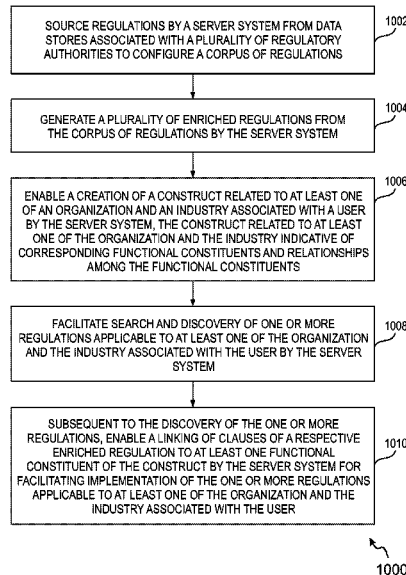 SOURCE REGULATIONS BY A SERVER SYSTEM FROM DATA
STORES ASSOCIATED WITH A PLURALITY OF REGULATORY
AUTHORITIES TO CONFIGURE A CORPUS OF REGULATIONS
1002
GENERATE A PLURALITY OF ENRICHED REGULATIONS FROM
THE CORPUS OF REGULATIONS BY THE SERVER SYSTEM
1004
ENABLE A CREATION OF A CONSTRUCT RELATED TO AT LEAST ONE
OF AN ORGANIZATION AND AN INDUSTRY ASSOCIATED WITH A USER
BY THE SERVER SYSTEM, THE CONSTRUCT RELATED TO AT LEAST
ONE OF THE ORGANIZATION AND THE INDUSTRY INDICATIVE OF
CORRESPONDING FUNCTIONAL CONSTITUENTS AND RELATIONSHIPS
AMONG THE FUNCTIONAL CONSTITUENTS
1006
FACILITATE SEARCH AND DISCOVERY OF ONE OR MORE
REGULATIONS APPLICABLE TO AT LEAST ONE OF THE ORGANIZATION
AND THE INDUSTRY ASSOCIATED WITH THE USER BY THE SERVER
SYSTEM
1008
SUBSEQUENT TO THE DISCOVERY OF THE ONE OR MORE
REGULATIONS, ENABLE A LINKING OF CLAUSES OF A RESPECTIVE
ENRICHED REGULATION TO AT LEAST ONE FUNCTIONAL
CONSTITUENT OF THE CONSTRUCT BY THE SERVER SYSTEM FOR
FACILITATING IMPLEMENTATION OF THE ONE OR MORE REGULATIONS
APPLICABLE TO AT LEAST ONE OF THE ORGANIZATION AND THE
INDUSTRY ASSOCIATED WITH THE USER
1010
1000